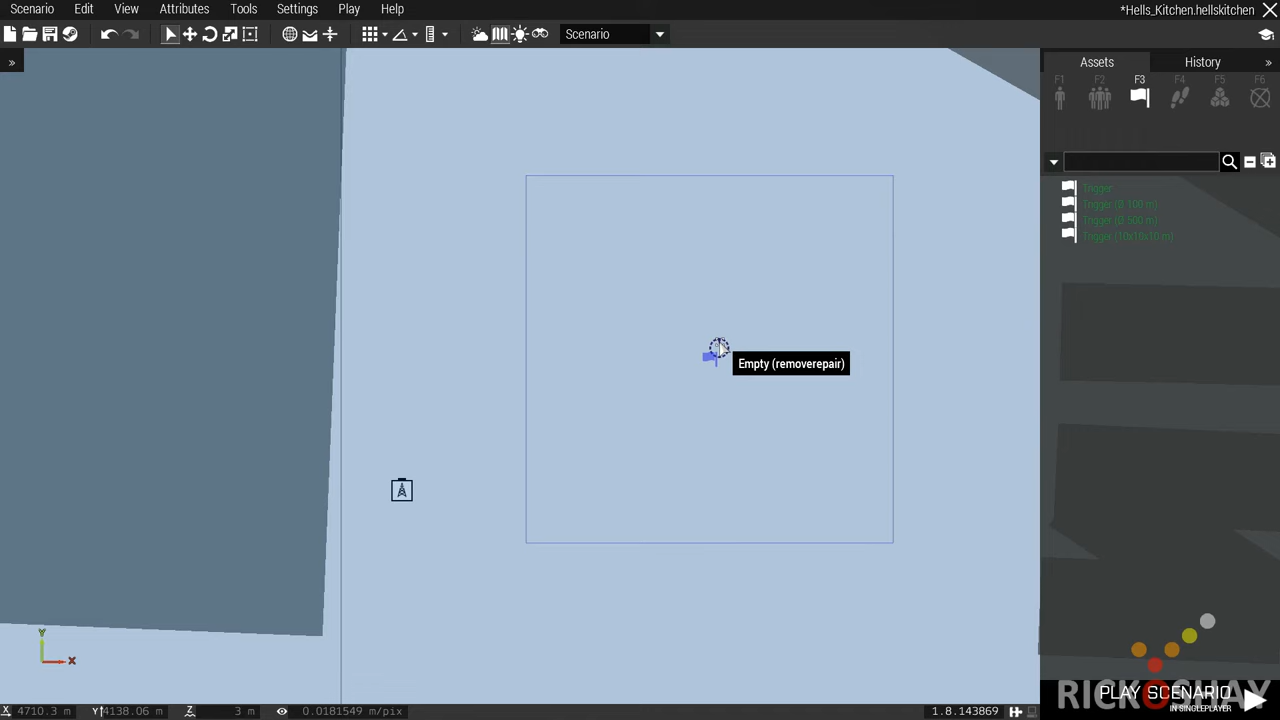 Scenario Edit View Attributes Tools Settings Play Help *Hells_Kitchen.hellskitchen
Scenario
» Assets History »
F1 F2 F3 F4 F5 F6
Trigger
Trigger (Ø 100 m)
Trigger (Ø 500 m)
Trigger (10x10x10 m)
Empty (removerepair)
Y
X
RICKOSHAY
PLAY SCENARIO
IN SINGLEPLAYER
X 4710.3 m Y 4138.06 m Z 3 m 0.0181549 m/pix 1.8.143869